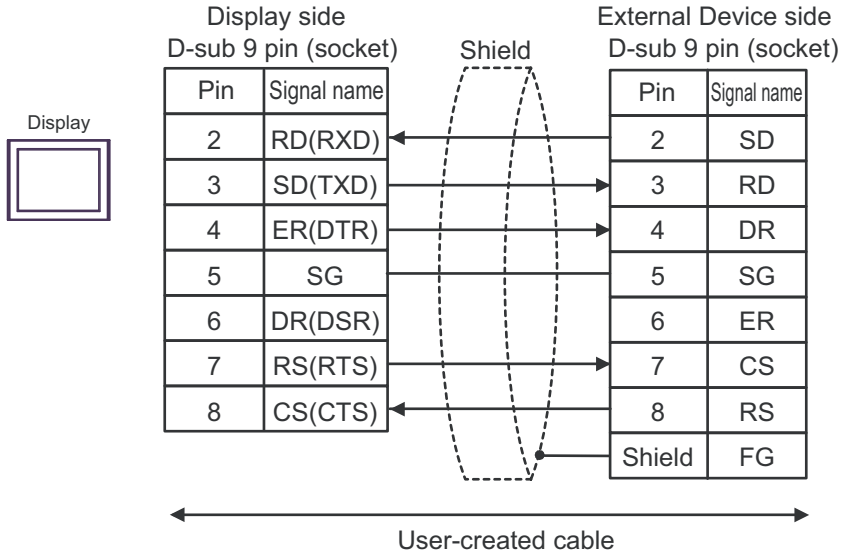 Display side
D-sub 9 pin (socket)
Shield
External Device side
D-sub 9 pin (socket)
Display
Pin Signal name
2 RD(RXD)
3 SD(TXD)
4 ER(DTR)
5 SG
6 DR(DSR)
7 RS(RTS)
8 CS(CTS)
Pin Signal name
2 SD
3 RD
4 DR
5 SG
6 ER
7 CS
8 RS
Shield FG
User-created cable